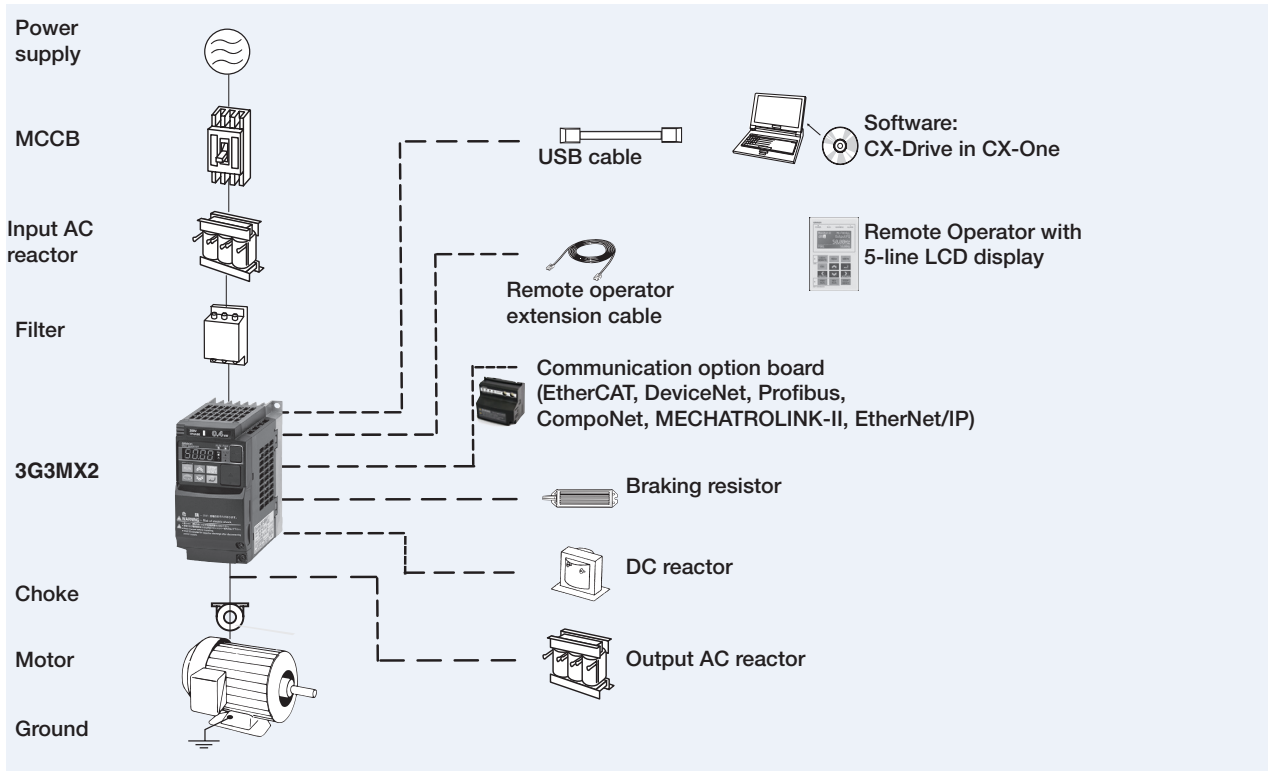 Power
supply
MCCB
USB cable
Software:
CX-Drive in CX-One
Input AC
reactor
Remote Operator with
5-line LCD display
Remote operator
extension cable
Filter
Communication option board
(EtherCAT, DeviceNet, Profibus,
CompoNet, MECHATROLINK-II, EtherNet/IP)
3G3MX2
Braking resistor
DC reactor
Choke
Motor
Output AC reactor
Ground